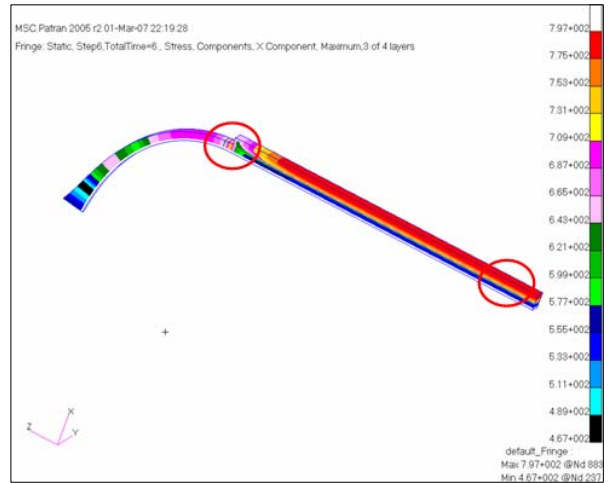 MSC.Patran 2005 r2 01-Mar-07 22:19:28
Fringe: Static, Step6,TotalTime=6., Stress, Components, X Component, Maximum,3 of 4 layers
7.97+002
7.75+002
7.53+002
7.31+002
7.09+002
6.87+002
6.65+002
6.43+002
6.21+002
5.99+002
5.77+002
5.55+002
5.33+002
5.11+002
4.89+002
4.67+002
default_Fringe :
Max 7.97+002 @Nd 883
Min 4.67+002 @Nd 237
X
Z
Y